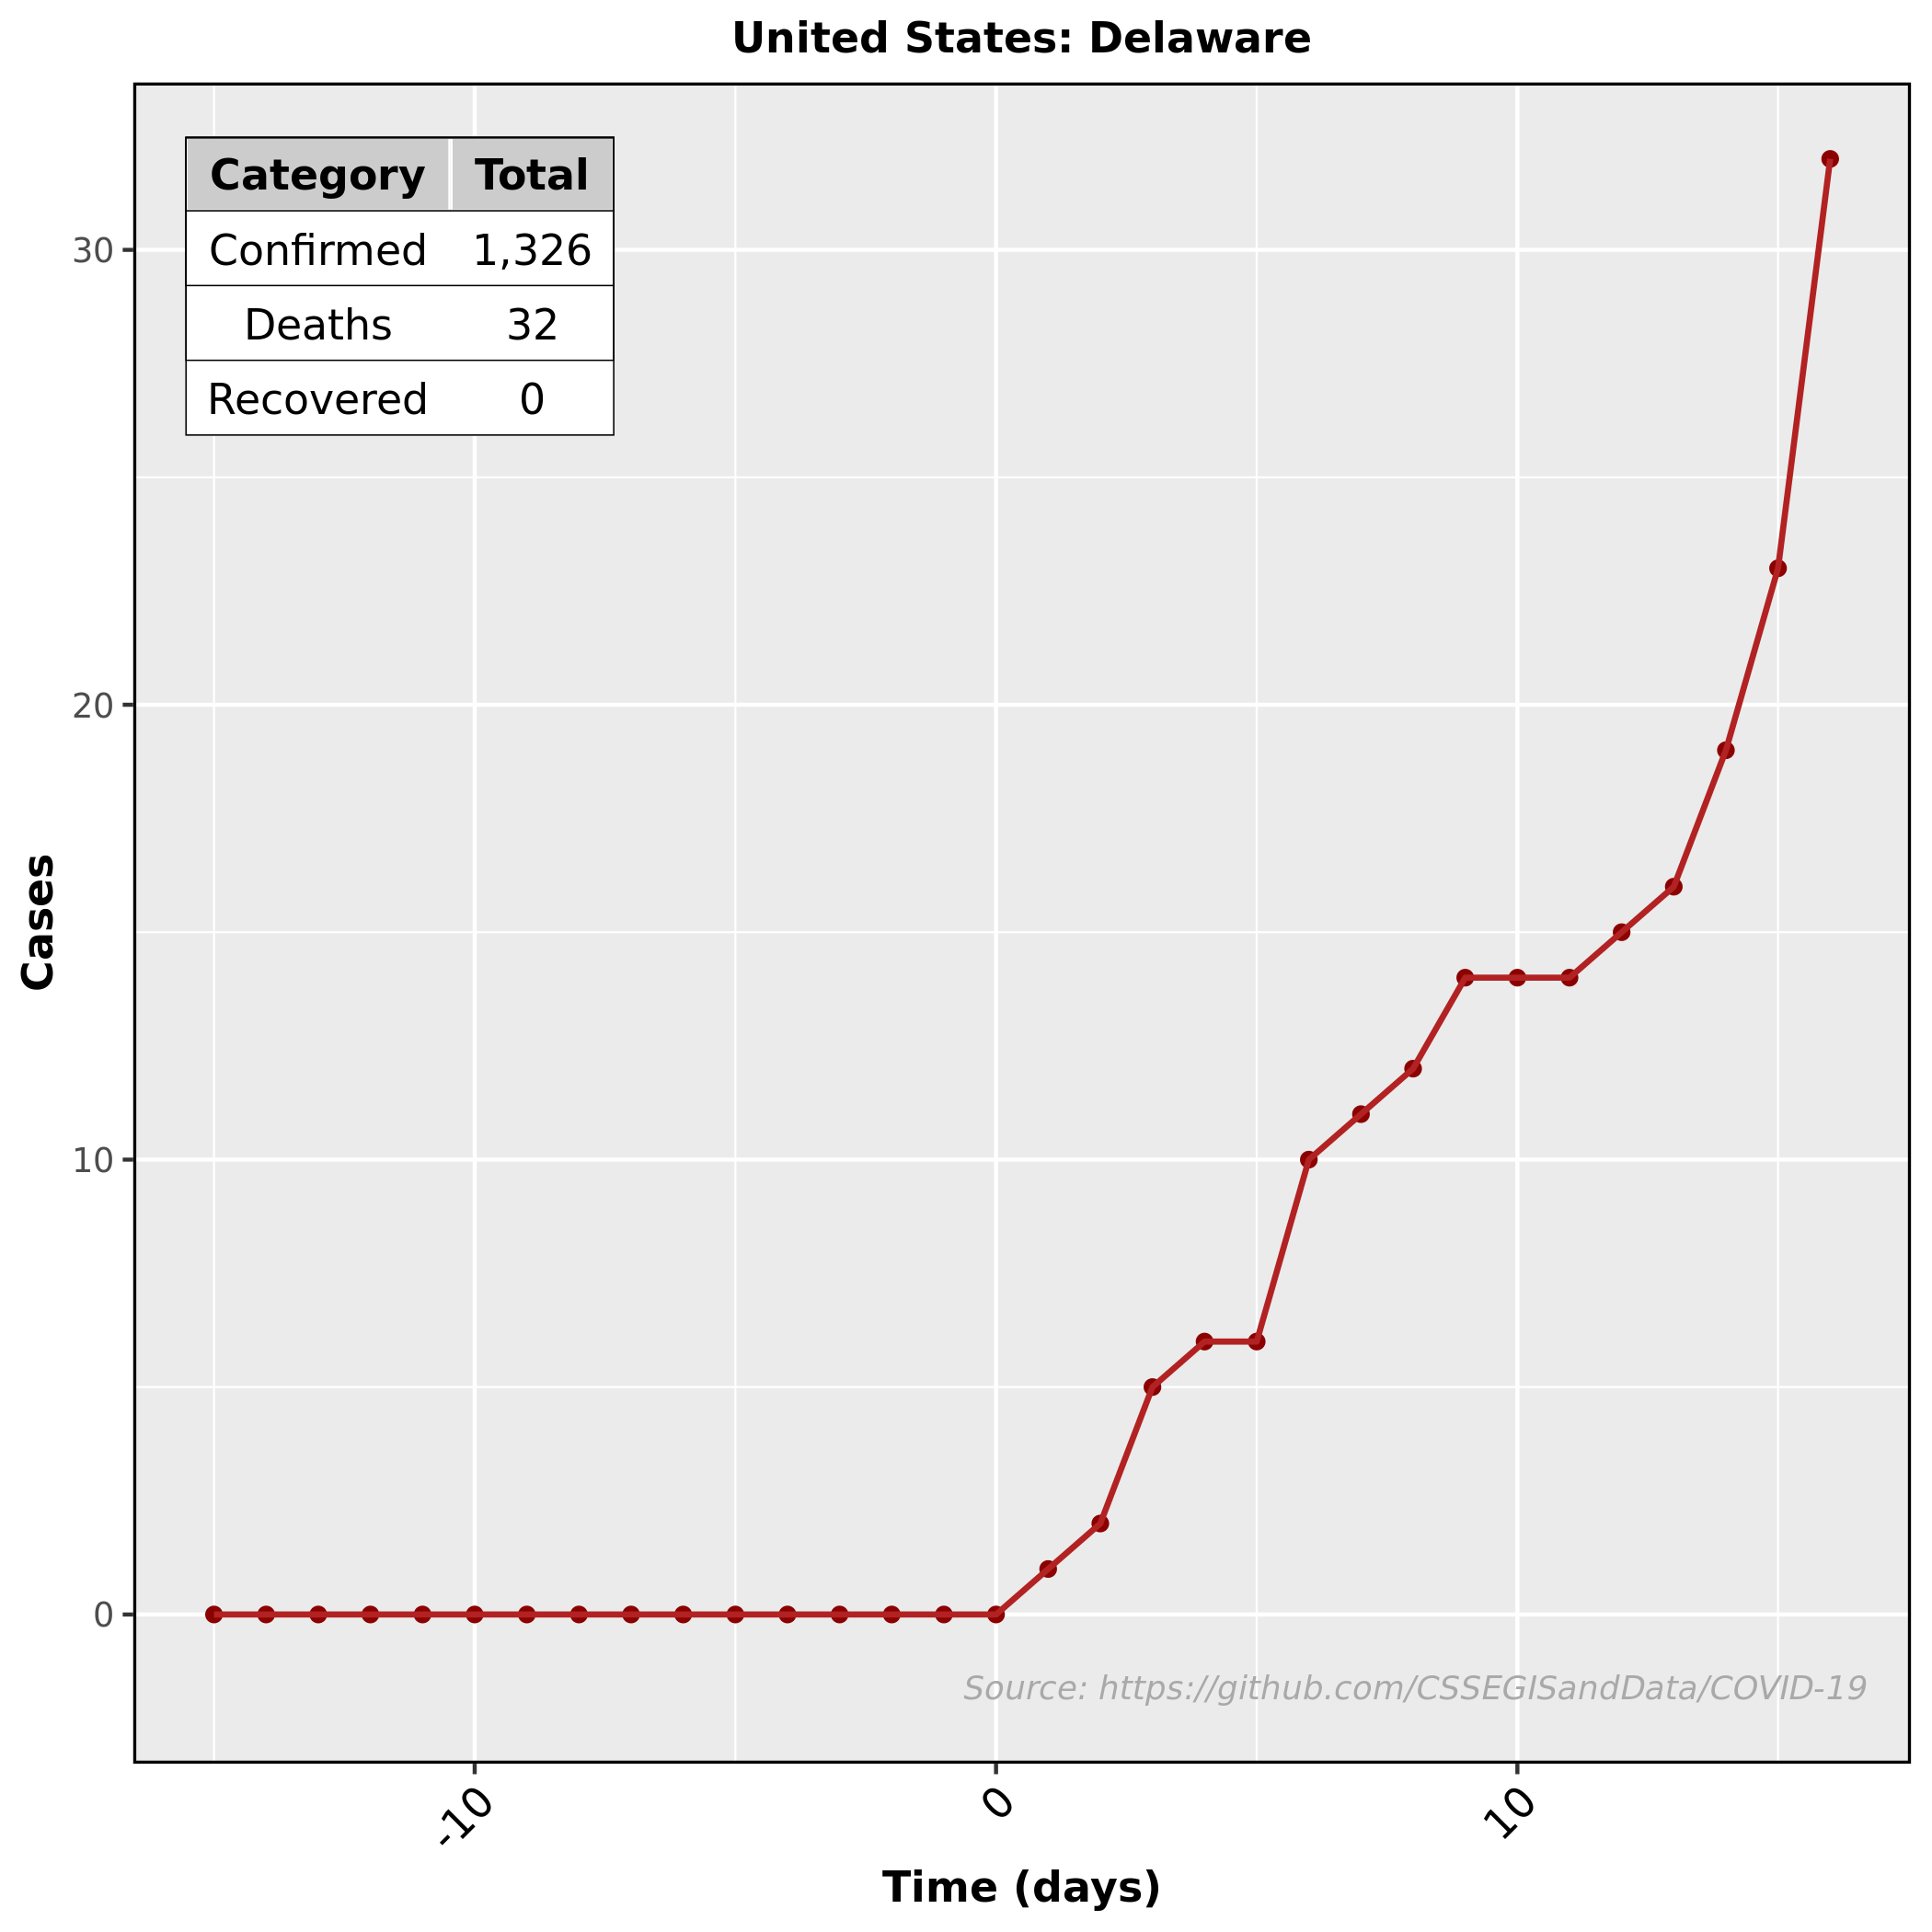 United States: Delaware
Category Total
Confirmed 1,326
Deaths 32
Recovered 0
30
20
10
0
Cases
Source: https://github.com/CSSEGISandData/COVID-19
-10 0 10
Time (days)